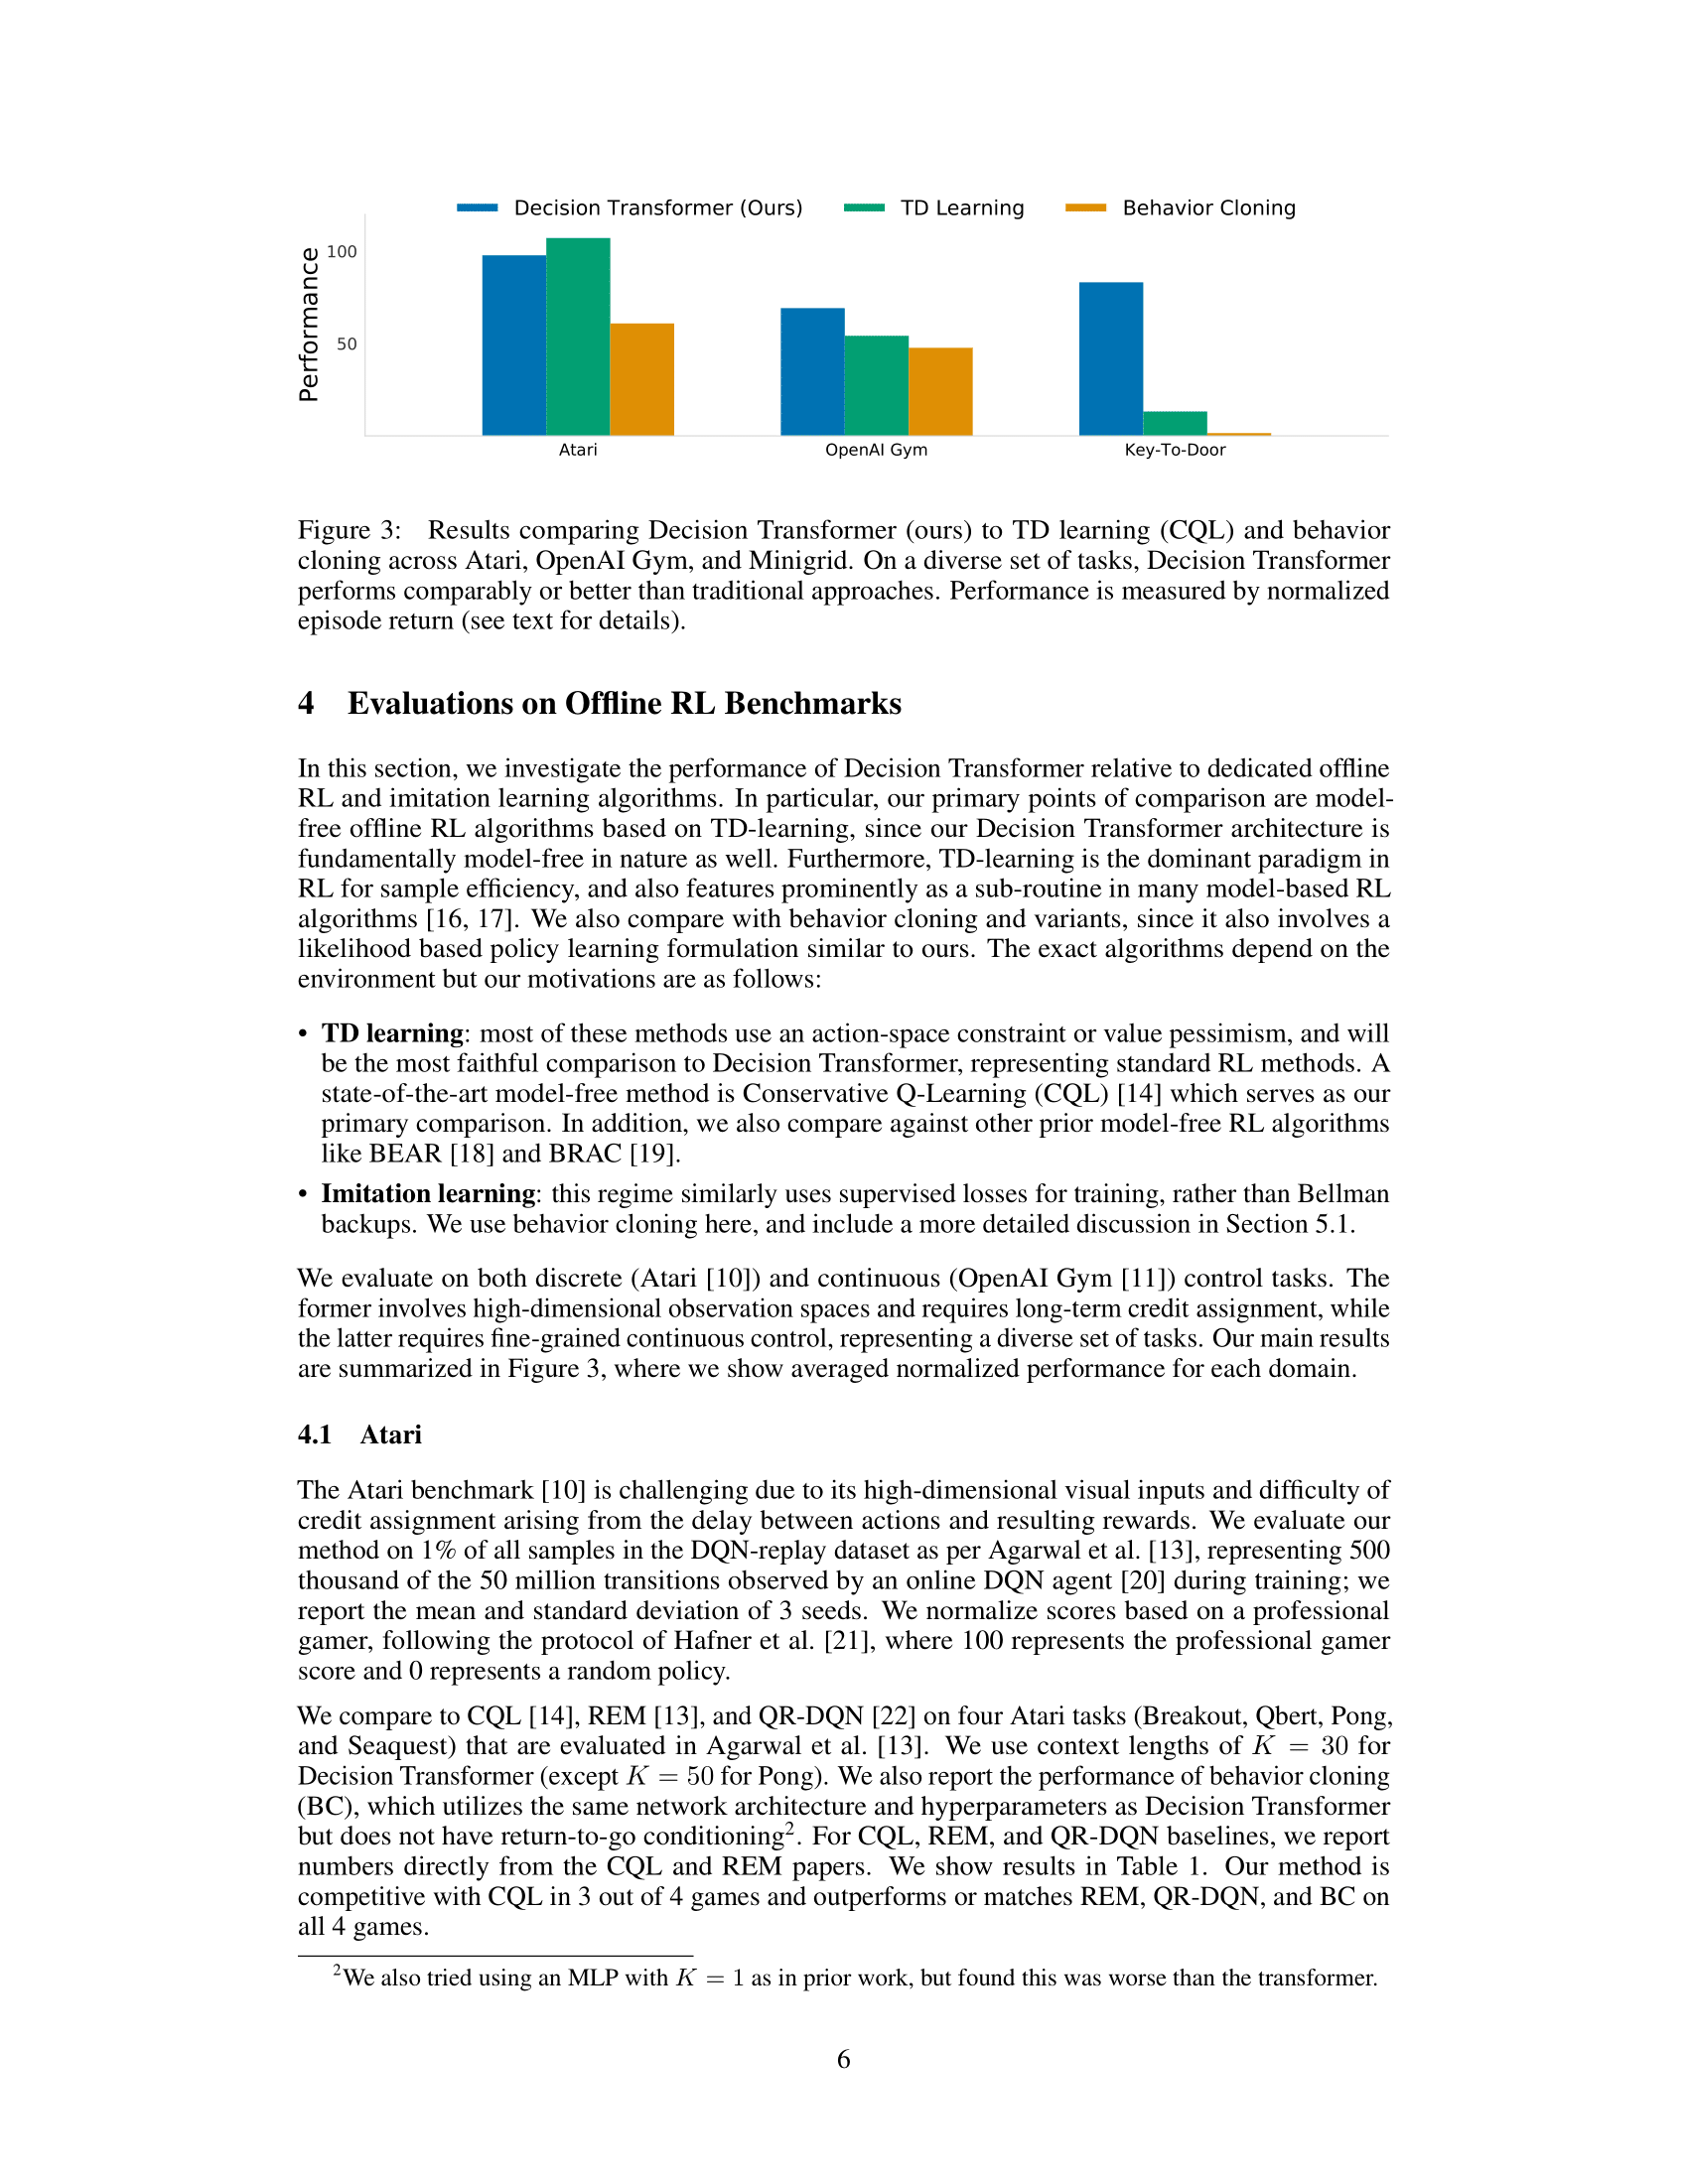 Decision Transformer (Ours) TD Learning Behavior Cloning
Performance
100
50
Atari OpenAI Gym Key-To-Door
Figure 3: Results comparing Decision Transformer (ours) to TD learning (CQL) and behavior
cloning across Atari, OpenAI Gym, and Minigrid. On a diverse set of tasks, Decision Transformer
performs comparably or better than traditional approaches. Performance is measured by normalized
episode return (see text for details).
4 Evaluations on Offline RL Benchmarks
In this section, we investigate the performance of Decision Transformer relative to dedicated offline
RL and imitation learning algorithms. In particular, our primary points of comparison are model-
free offline RL algorithms based on TD-learning, since our Decision Transformer architecture is
fundamentally model-free in nature as well. Furthermore, TD-learning is the dominant paradigm in
RL for sample efficiency, and also features prominently as a sub-routine in many model-based RL
algorithms [16, 17]. We also compare with behavior cloning and variants, since it also involves a
likelihood based policy learning formulation similar to ours. The exact algorithms depend on the
environment but our motivations are as follows:
• TD learning: most of these methods use an action-space constraint or value pessimism, and will
be the most faithful comparison to Decision Transformer, representing standard RL methods. A
state-of-the-art model-free method is Conservative Q-Learning (CQL) [14] which serves as our
primary comparison. In addition, we also compare against other prior model-free RL algorithms
like BEAR [18] and BRAC [19].
• Imitation learning: this regime similarly uses supervised losses for training, rather than Bellman
backups. We use behavior cloning here, and include a more detailed discussion in Section 5.1.
We evaluate on both discrete (Atari [10]) and continuous (OpenAI Gym [11]) control tasks. The
former involves high-dimensional observation spaces and requires long-term credit assignment, while
the latter requires fine-grained continuous control, representing a diverse set of tasks. Our main results
are summarized in Figure 3, where we show averaged normalized performance for each domain.
4.1 Atari
The Atari benchmark [10] is challenging due to its high-dimensional visual inputs and difficulty of
credit assignment arising from the delay between actions and resulting rewards. We evaluate our
method on 1% of all samples in the DQN-replay dataset as per Agarwal et al. [13], representing 500
thousand of the 50 million transitions observed by an online DQN agent [20] during training; we
report the mean and standard deviation of 3 seeds. We normalize scores based on a professional
gamer, following the protocol of Hafner et al. [21], where 100 represents the professional gamer
score and 0 represents a random policy.
We compare to CQL [14], REM [13], and QR-DQN [22] on four Atari tasks (Breakout, Qbert, Pong,
and Seaquest) that are evaluated in Agarwal et al. [13]. We use context lengths of K = 30 for
Decision Transformer (except K = 50 for Pong). We also report the performance of behavior cloning
(BC), which utilizes the same network architecture and hyperparameters as Decision Transformer
but does not have return-to-go conditioning². For CQL, REM, and QR-DQN baselines, we report
numbers directly from the CQL and REM papers. We show results in Table 1. Our method is
competitive with CQL in 3 out of 4 games and outperforms or matches REM, QR-DQN, and BC on
all 4 games.
²We also tried using an MLP with K = 1 as in prior work, but found this was worse than the transformer.
6